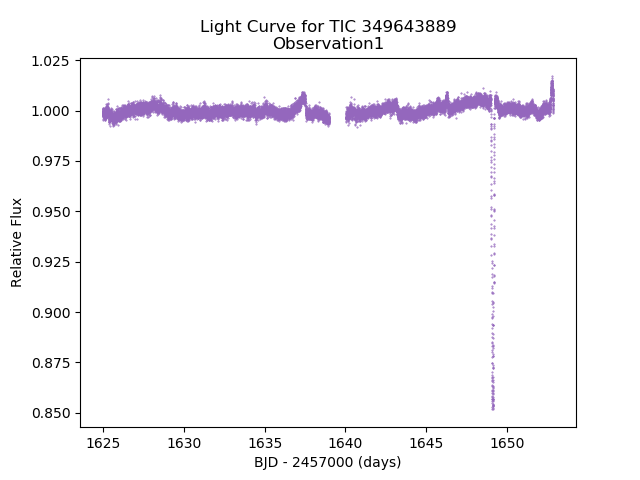 Light Curve for TIC 349643889
Observation1
Relative Flux
1.025
1.000
0.975
0.950
0.925
0.900
0.875
0.850
1625 1630 1635 1640 1645 1650
BJD - 2457000 (days)